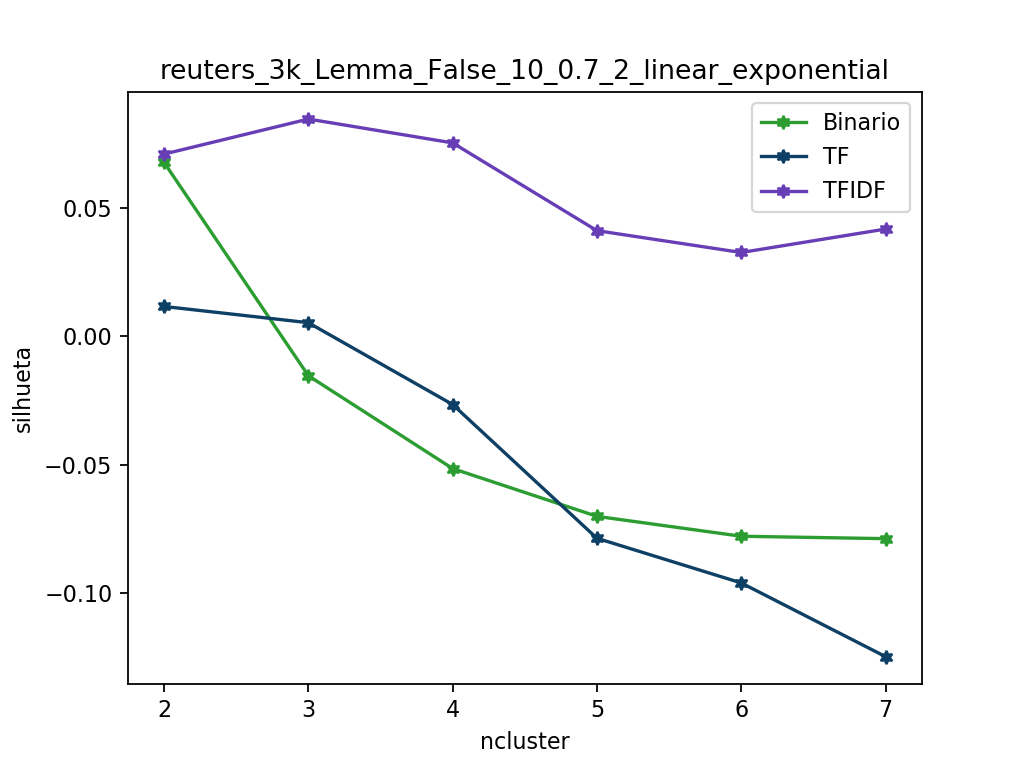 reuters_3k_Lemma_False_10_0.7_2_linear_exponential
Binario
TF
TFIDF
silhueta
0.05
0.00
−0.05
−0.10
2 3 4 5 6 7
ncluster